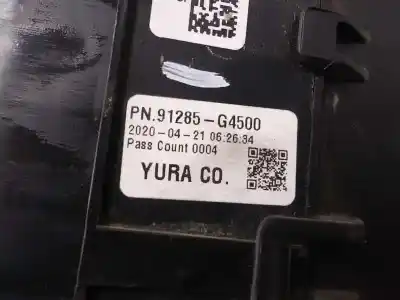 PN.91285-G4500
2020-04-21 06:26:34
Pass Count 0004
YURA CO.